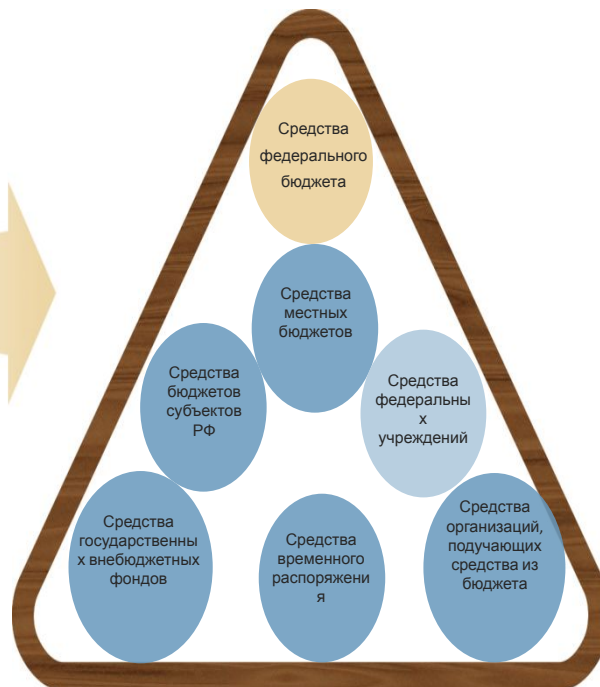 Средства
федерального
бюджета
Средства
местных
бюджетов
Средства
бюджетов
субъектов
РФ
Средства
федеральны
х
учреждений
Средства
государственны
х внебюджетных
фондов
Средства
временного
распоряжени
я
Средства
организаций,
подучающих
средства из
бюджета